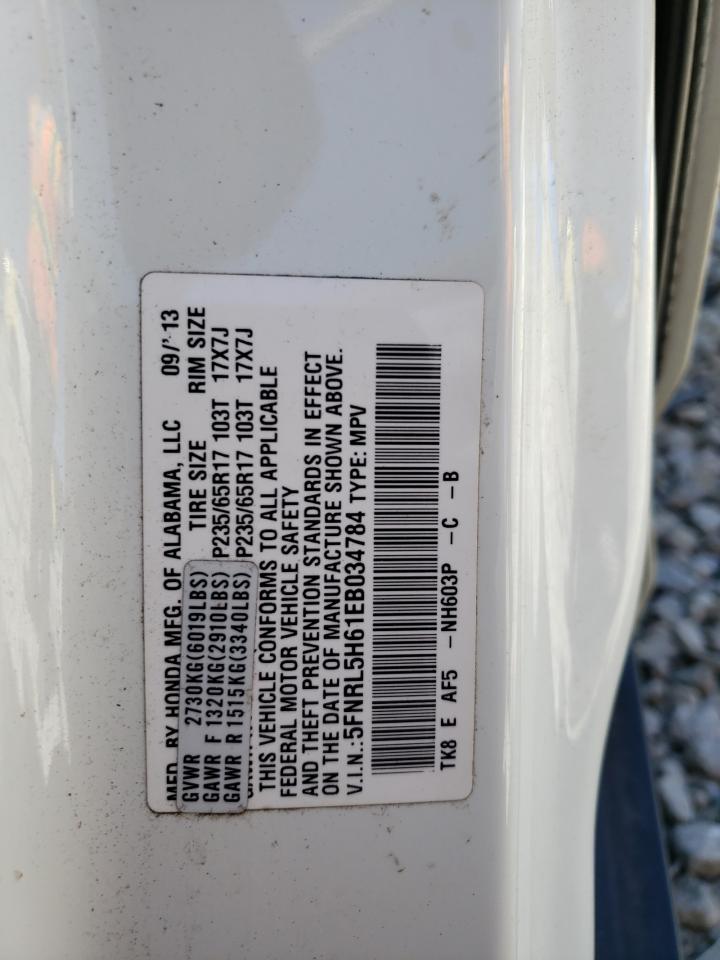 MFD. BY HONDA MFG. OF ALABAMA, LLC 09/'13
GVWR 2730KG(6019LBS) TIRE SIZE RIM SIZE
GAWR F 1320KG(2910LBS) P235/65R17 103T 17X7J
GAWR R 1515KG(3340LBS) P235/65R17 103T 17X7J
THIS VEHICLE CONFORMS TO ALL APPLICABLE
FEDERAL MOTOR VEHICLE SAFETY
AND THEFT PREVENTION STANDARDS IN EFFECT
ON THE DATE OF MANUFACTURE SHOWN ABOVE.
V.I.N.:5FNRL5H61EB034784 TYPE: MPV
TK8 E AF5 -NH603P -C -B